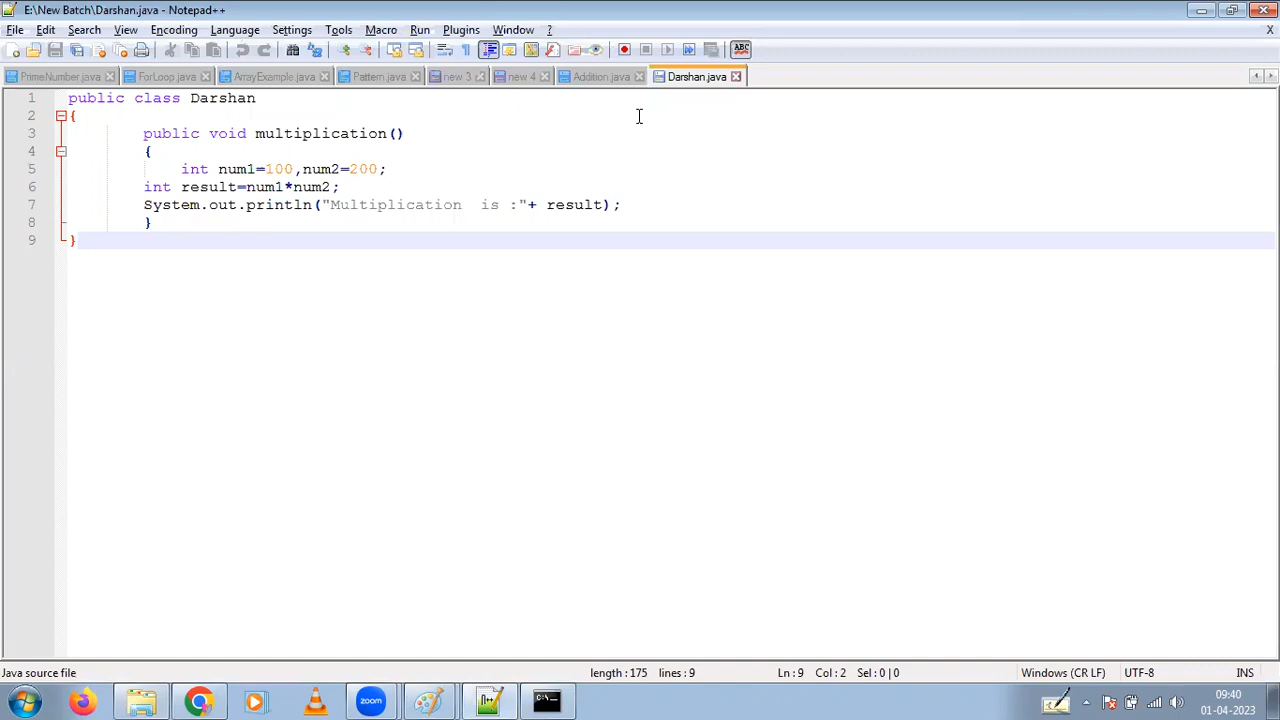 E:\New Batch\Darshan.java - Notepad++
File Edit Search View Encoding Language Settings Tools Macro Run Plugins Window ? X
PrimeNumber.java ForLoop.java ArrayExample.java Pattern.java new 3 new 4 Addition.java Darshan.java
1 public class Darshan
2 {
3 public void multiplication()
4 {
5 int num1=100,num2=200;
6 int result=num1*num2;
7 System.out.println("Multiplication  is :"+ result);
8 }
9 }
Java source file length : 175 lines : 9 Ln : 9 Col : 2 Sel : 0 | 0 Windows (CR LF) UTF-8 INS
zoom
09:40
01-04-2023